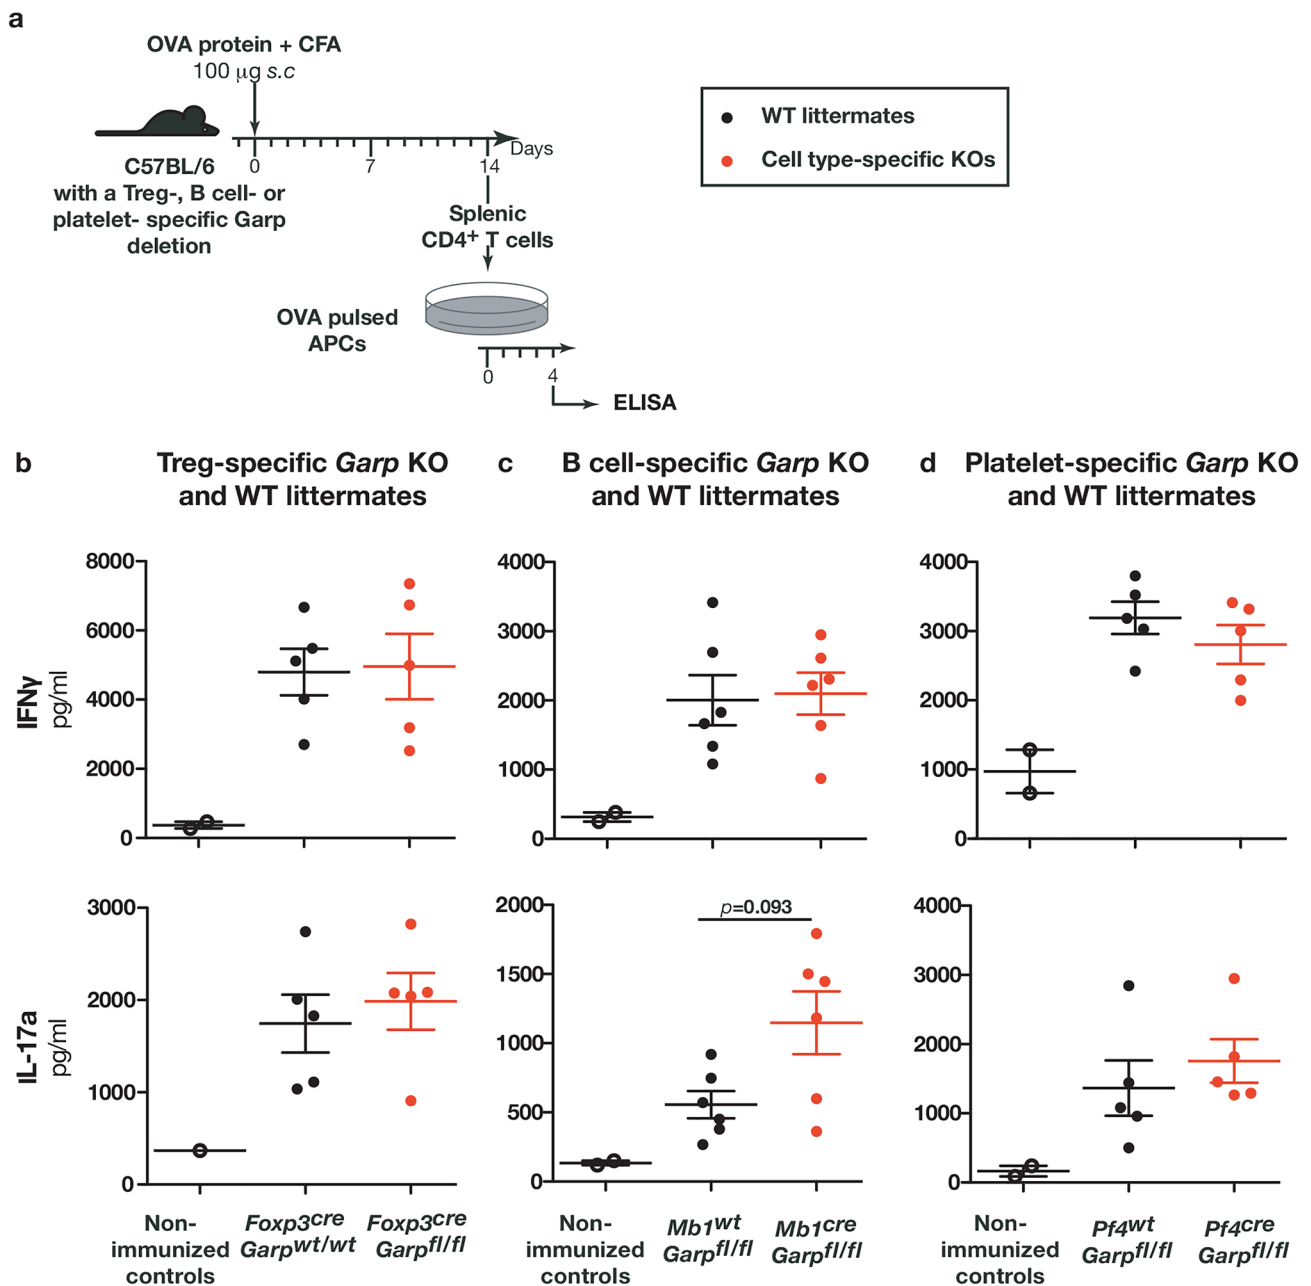 a
OVA protein + CFA
100 µg s.c
WT littermates
Cell type-specific KOs
Days
0
7
14
C57BL/6
with a Treg-, B cell- or
platelet- specific Garp
deletion
Splenic
CD4+ T cells
OVA pulsed
APCs
0
4
ELISA
b
Treg-specific Garp KO
and WT littermates
c
B cell-specific Garp KO
and WT littermates
d
Platelet-specific Garp KO
and WT littermates
IFNγ
pg/ml
8000
6000
4000
2000
0
4000
3000
2000
1000
0
4000
3000
2000
1000
0
IL-17a
pg/ml
3000
2000
1000
0
2000
1500
1000
500
0
p=0.093
4000
3000
2000
1000
0
Non-
immunized
controls
Foxp3cre
Garpwt/wt
Foxp3cre
Garpfl/fl
Non-
immunized
controls
Mb1wt
Garpfl/fl
Mb1cre
Garpfl/fl
Non-
immunized
controls
Pf4wt
Garpfl/fl
Pf4cre
Garpfl/fl